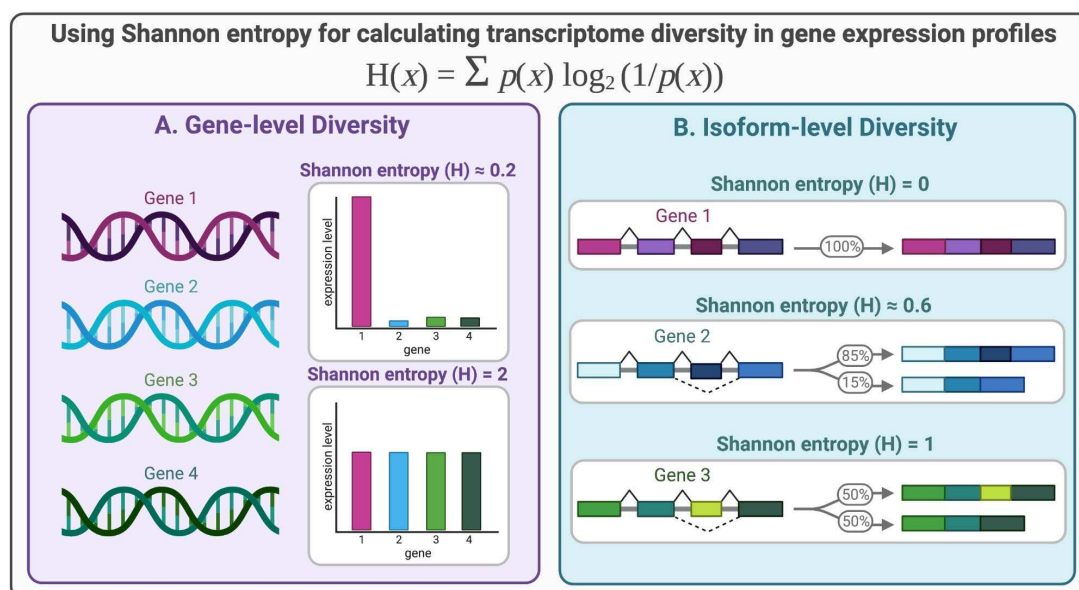 Using Shannon entropy for calculating transcriptome diversity in gene expression profiles
H(x) = Σ p(x) log₂ (1/p(x))
A. Gene-level Diversity
Gene 1
Gene 2
Gene 3
Gene 4
Shannon entropy (H) ≈ 0.2
expression level
1 2 3 4
gene
Shannon entropy (H) = 2
expression level
1 2 3 4
gene
B. Isoform-level Diversity
Shannon entropy (H) = 0
Gene 1
100%
Shannon entropy (H) ≈ 0.6
Gene 2
85%
15%
Shannon entropy (H) = 1
Gene 3
50%
50%